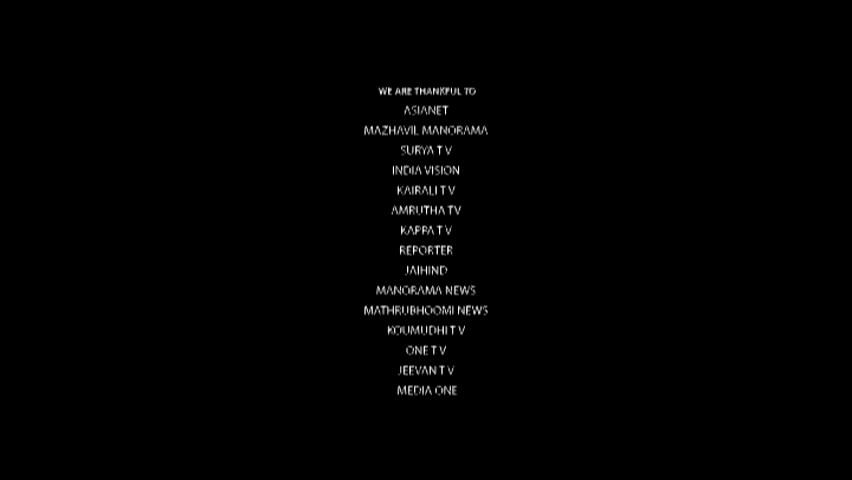 WE ARE THANKFUL TO
ASIANET
MAZHAVIL MANORAMA
SURYA T V
INDIA VISION
KAIRALI T V
AMRUTHA TV
KAPPA T V
REPORTER
JAIHIND
MANORAMA NEWS
MATHRUBHOOMI NEWS
KOUMUDHI T V
ONE T V
JEEVAN T V
MEDIA ONE